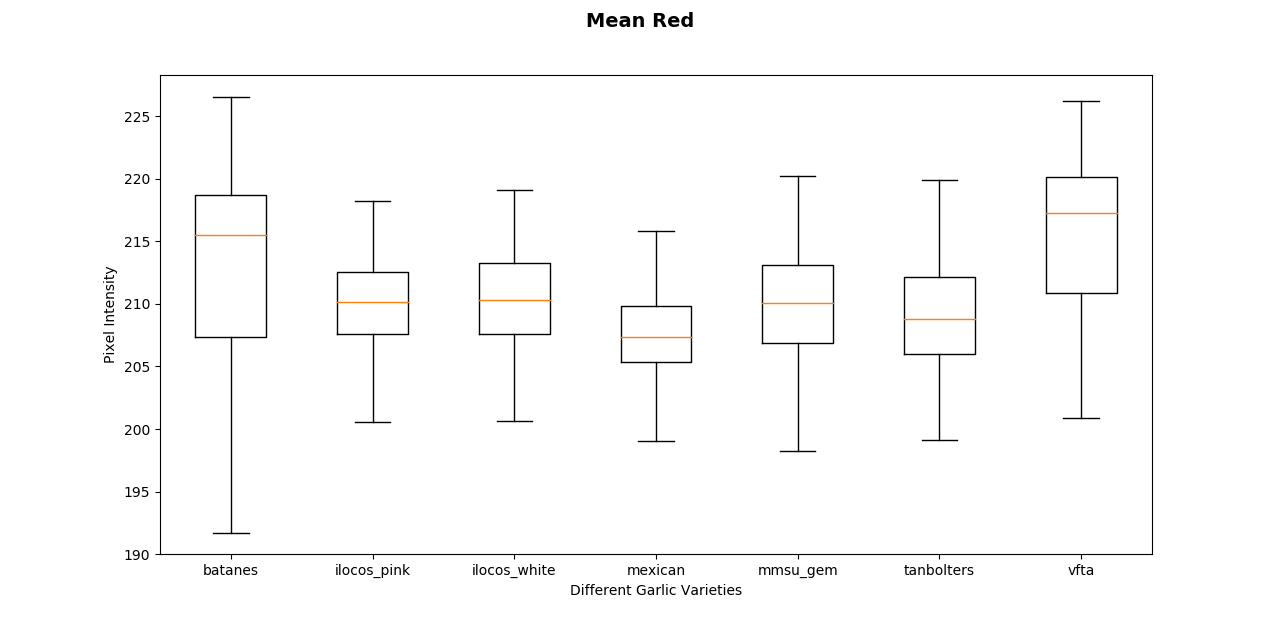 Mean Red
225
220
215
210
205
200
195
190
Pixel Intensity
batanes ilocos_pink ilocos_white mexican mmsu_gem tanbolters vfta
Different Garlic Varieties